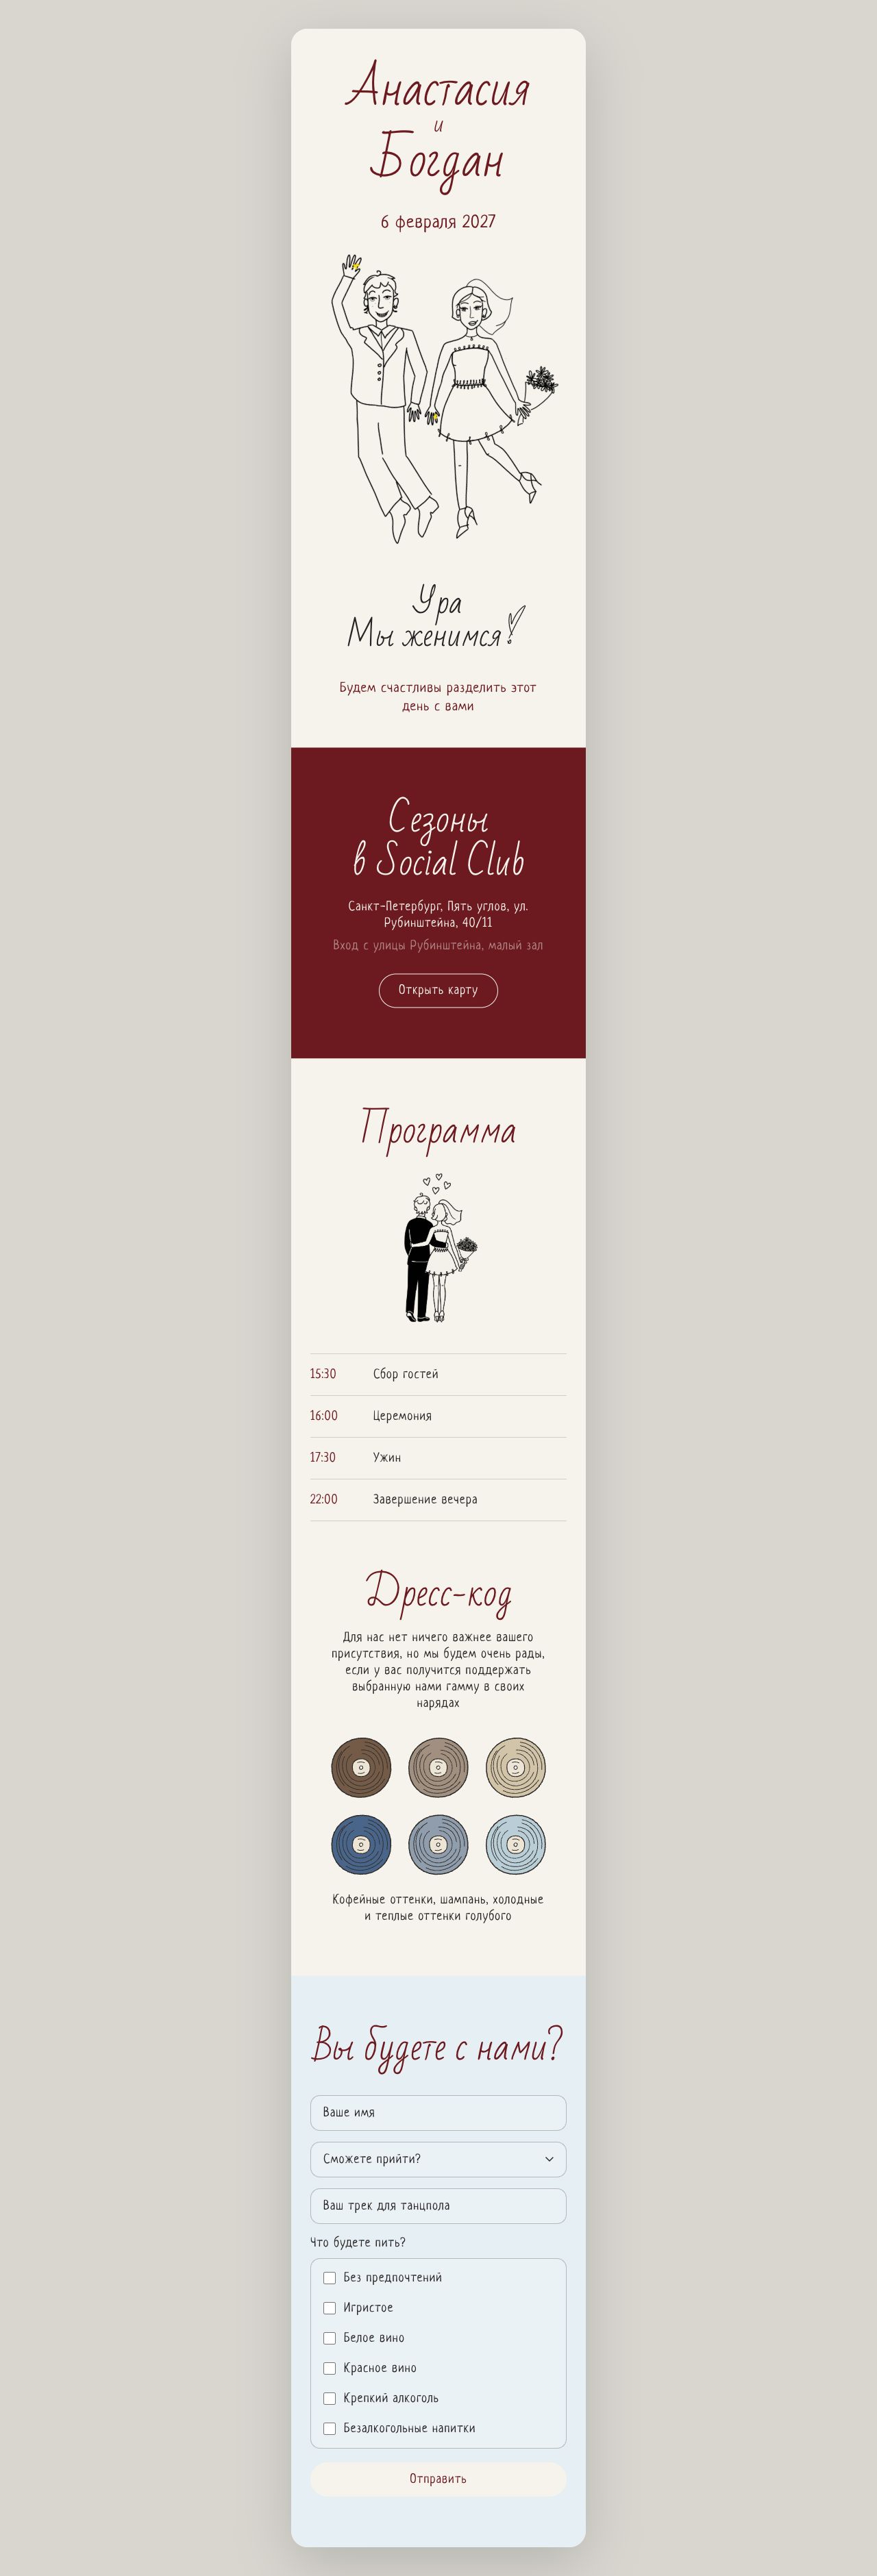 Анастасия
и
Богдан
6 февраля 2027
Ура
Мы женимся!
Будем счастливы разделить этот
день с вами
Сезоны
в Social Club
Санкт-Петербург, Пять углов, ул.
Рубинштейна, 40/11
Вход с улицы Рубинштейна, малый зал
Открыть карту
Программа
15:30 Сбор гостей
16:00 Церемония
17:30 Ужин
22:00 Завершение вечера
Дресс-код
Для нас нет ничего важнее вашего
присутствия, но мы будем очень рады,
если у вас получится поддержать
выбранную нами гамму в своих
нарядах
Кофейные оттенки, шампань, холодные
и теплые оттенки голубого
Вы будете с нами?
Ваше имя
Сможете прийти?
Ваш трек для танцпола
Что будете пить?
Без предпочтений
Игристое
Белое вино
Красное вино
Крепкий алкоголь
Безалкогольные напитки
Отправить